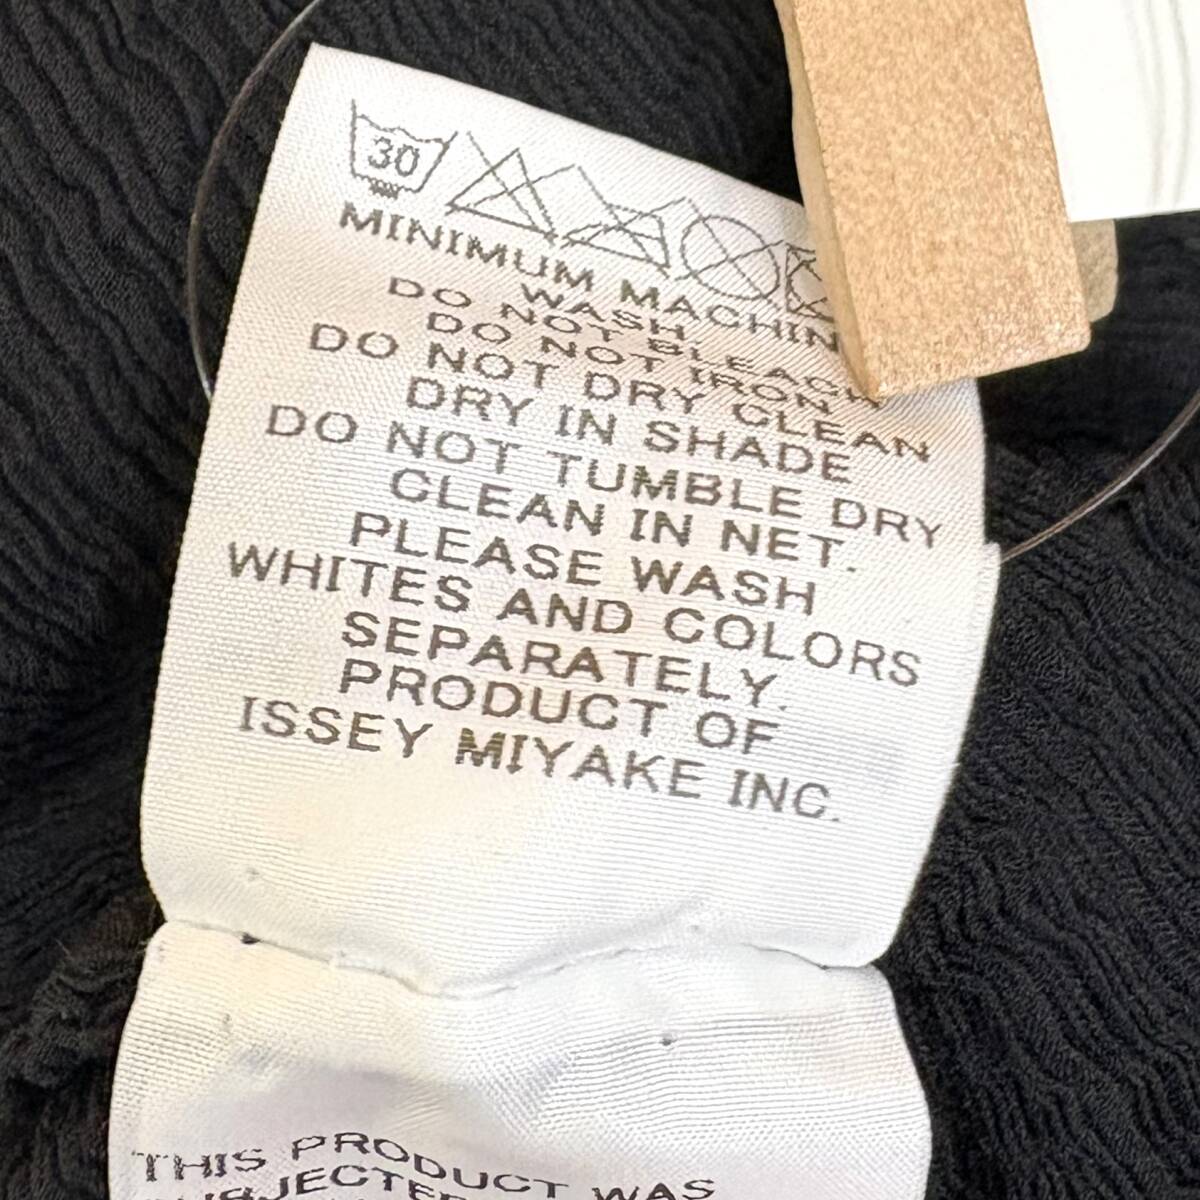 30
MINIMUM MACHIN
WASH
DO NOT BLEACH
DO NOT IRON
DO NOT DRY CLEAN
DRY IN SHADE
DO NOT TUMBLE DRY
CLEAN IN NET.
PLEASE WASH
WHITES AND COLORS
SEPARATELY.
PRODUCT OF
ISSEY MIYAKE INC.
THIS PRODUCT WAS